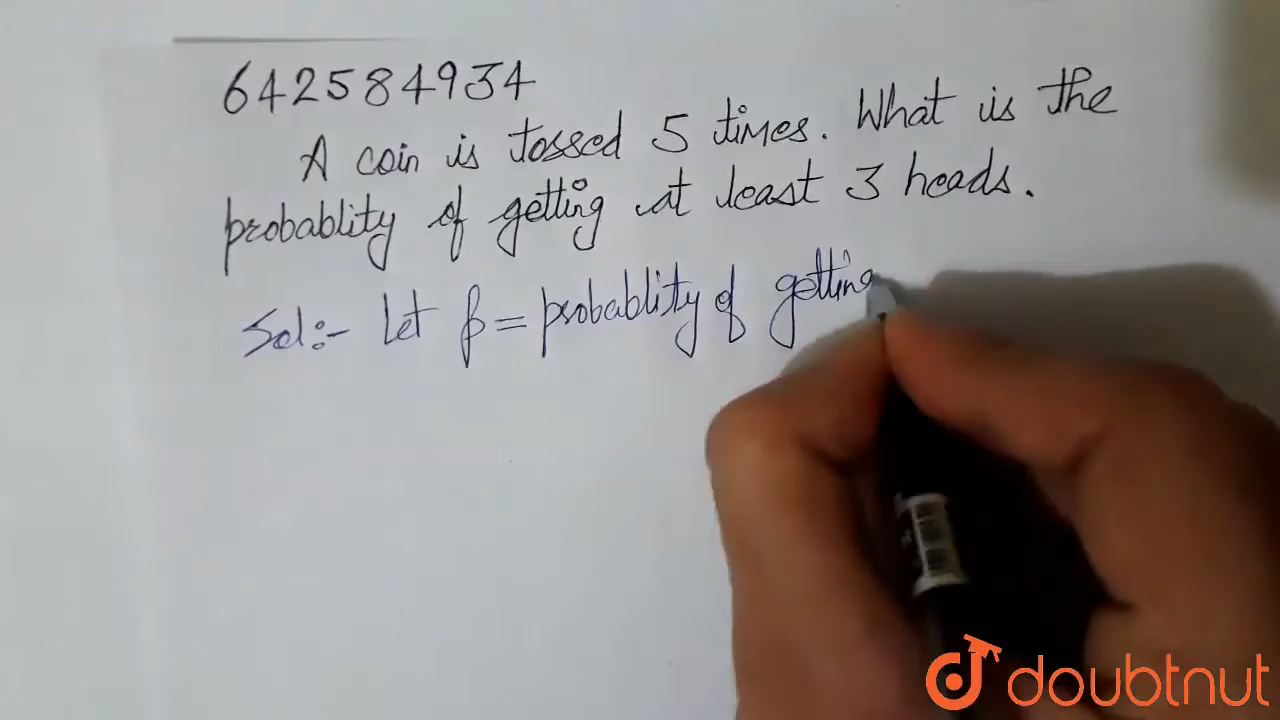 642584934
A coin is tossed 5 times. What is the
probablity of getting at least 3 heads.
Sol:- Let p = probablity of getting
doubtnut